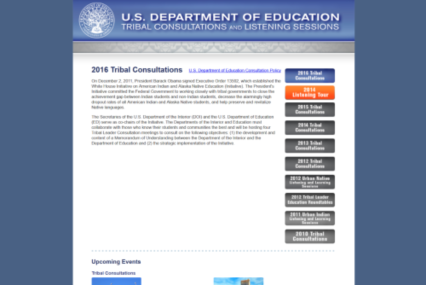 U.S. DEPARTMENT OF EDUCATION
TRIBAL CONSULTATIONS AND LISTENING SESSIONS
2016 Tribal Consultations
U.S. Department of Education Consultation Policy
On December 2, 2011, President Barack Obama signed Executive Order 13592, which established the
White House Initiative on American Indian and Alaska Native Education (Initiative). The President's
Initiative committed the Federal Government to working closely with tribal governments to close the
achievement gap between Indian students and non-Indian students, decrease the alarmingly high
dropout rates of all American Indian and Alaska Native students, and help preserve and revitalize
Native languages.
The Secretaries of the U.S. Department of the Interior (DOI) and the U.S. Department of Education
(ED) serve as co-chairs of the Initiative. The Departments of the Interior and Education must
collaborate with those who know their students and communities the best and will be hosting four
Tribal Leader Consultation meetings to consult on the following objectives: (1) the development and
content of a Memorandum of Understanding between the Department of the Interior and the
Department of Education and (2) the strategic implementation of the Initiative.
2016 Tribal
Consultations
2014
Listening Tour
2015 Tribal
Consultations
Consultations
2013 Tribal
Consultations
2012 Tribal
Consultations
2012 Urban Native
Listening and Learning
Sessions
2012 Tribal Leader
Education Roundtables
2011 Urban Indian
Listening and Learning
Sessions
2010 Tribal
Consultations
Upcoming Events
Tribal Consultations